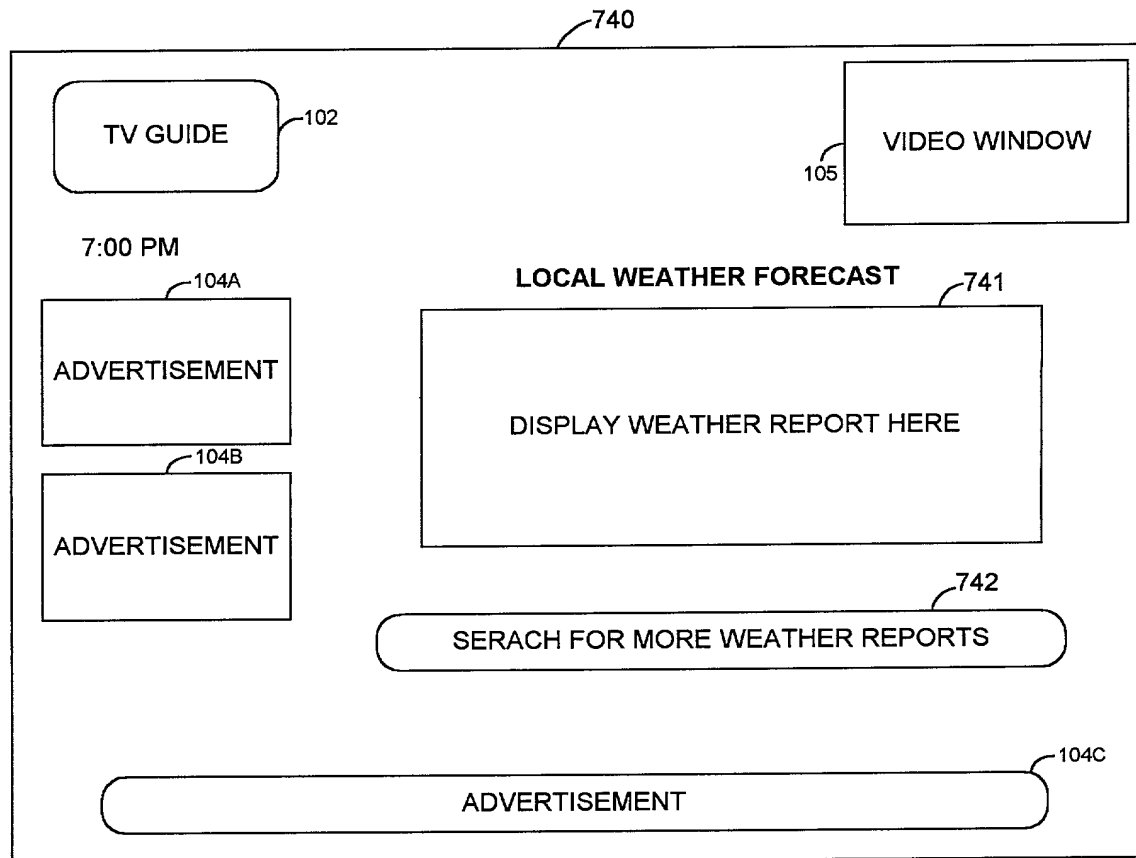 740
TV GUIDE
102
VIDEO WINDOW
105
7:00 PM
LOCAL WEATHER FORECAST
104A
741
ADVERTISEMENT
DISPLAY WEATHER REPORT HERE
104B
ADVERTISEMENT
742
SERACH FOR MORE WEATHER REPORTS
104C
ADVERTISEMENT